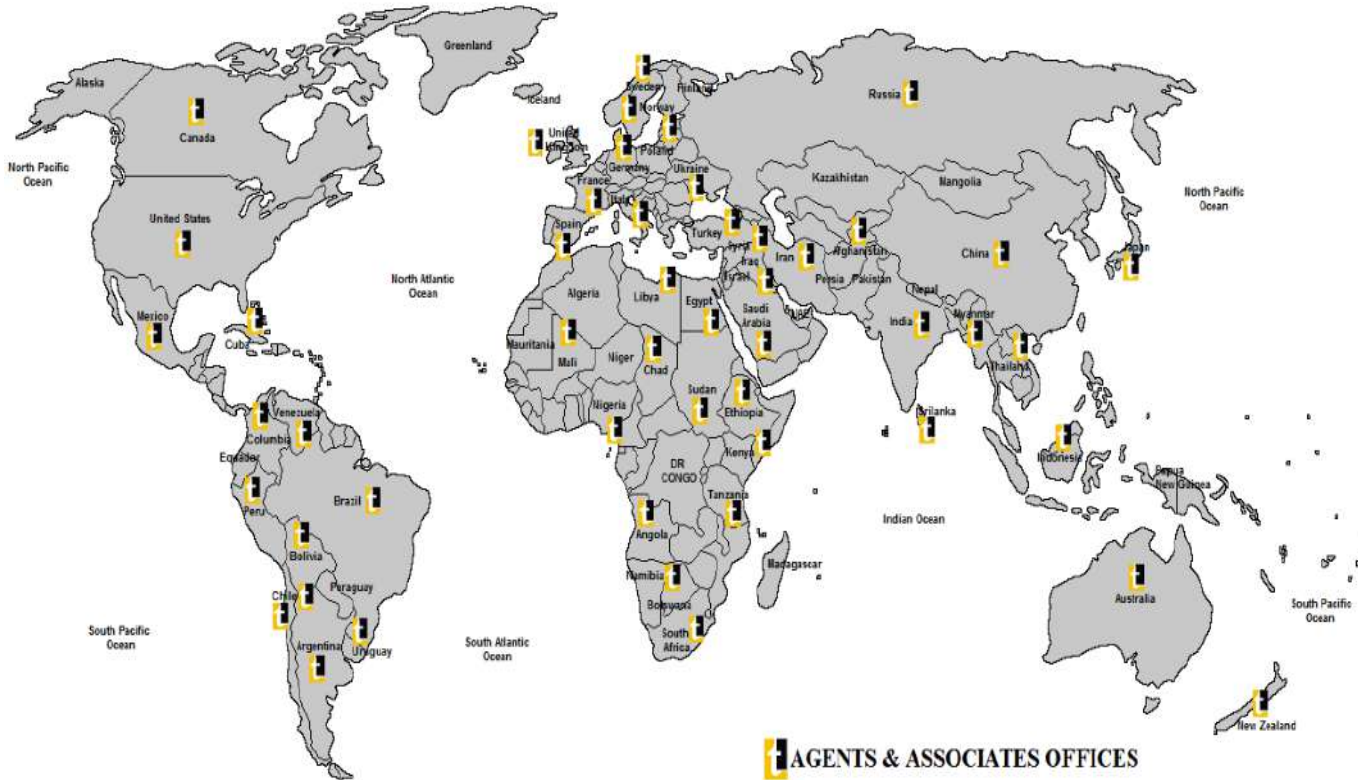 Greenland
Alaska
Canada
Iceland
Sweden
Finland
Norway
Russia
United
Kingdom
Poland
Germany
Ukraine
France
Italy
Spain
Kazakhstan
Mangolia
North Pacific
Ocean
North Pacific
Ocean
United States
North Atlantic
Ocean
Turkey
Syria
Iraq
Israel
Iran
Persia
Afghanistan
Pakistan
China
Japan
Nepal
Mexico
Cuba
Algeria
Libya
Egypt
Saudi
Arabia
UAE
India
Myanmar
Thailand
Mauritania
Mali
Niger
Chad
Sudan
Nigeria
Ethiopia
Srilanka
Venezuela
Columbia
Equador
Peru
Brazil
Kenya
DR
CONGO
Tanzania
Indonesia
Papua
New Guinea
Indian Ocean
Angola
Bolivia
Paraguay
Chile
Namibia
Botswana
Madagascar
Australia
South Pacific
Ocean
South Atlantic
Ocean
South Pacific
Ocean
Argentina
Uruguay
South
Africa
New Zealand
t AGENTS & ASSOCIATES OFFICES